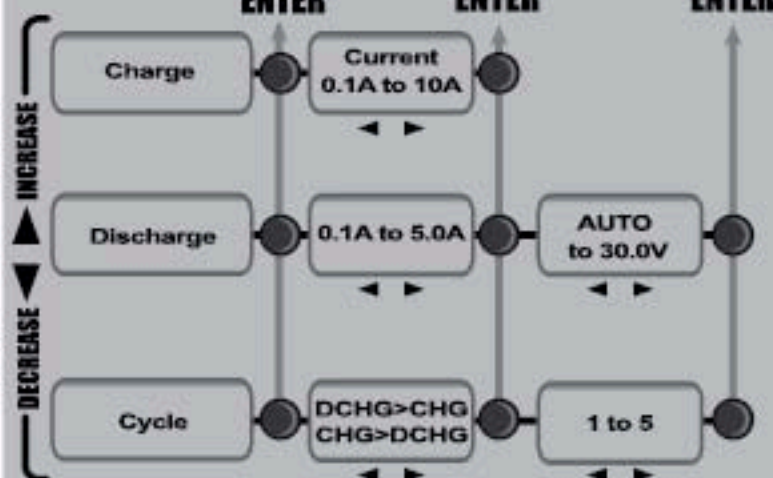 ENTER ENTER ENTER
INCREASE
DECREASE
Charge
Current
0.1A to 10A
Discharge
0.1A to 5.0A
AUTO
to 30.0V
Cycle
DCHG>CHG
CHG>DCHG
1 to 5